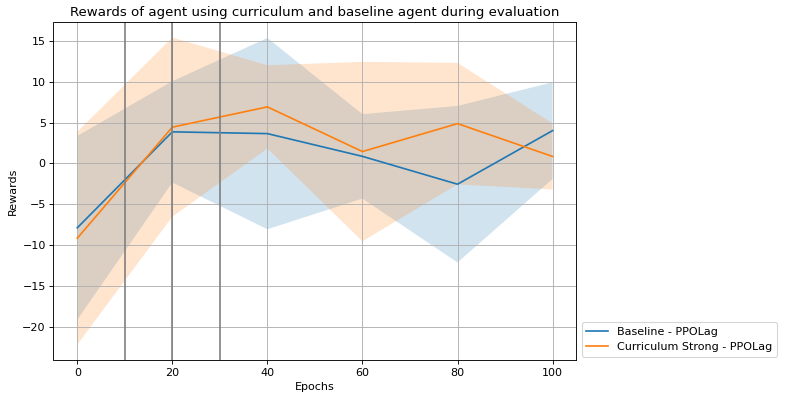 Rewards of agent using curriculum and baseline agent during evaluation
15
10
5
0
−5
−10
−15
−20
Rewards
0 20 40 60 80 100
Epochs
Baseline - PPOLag
Curriculum Strong - PPOLag